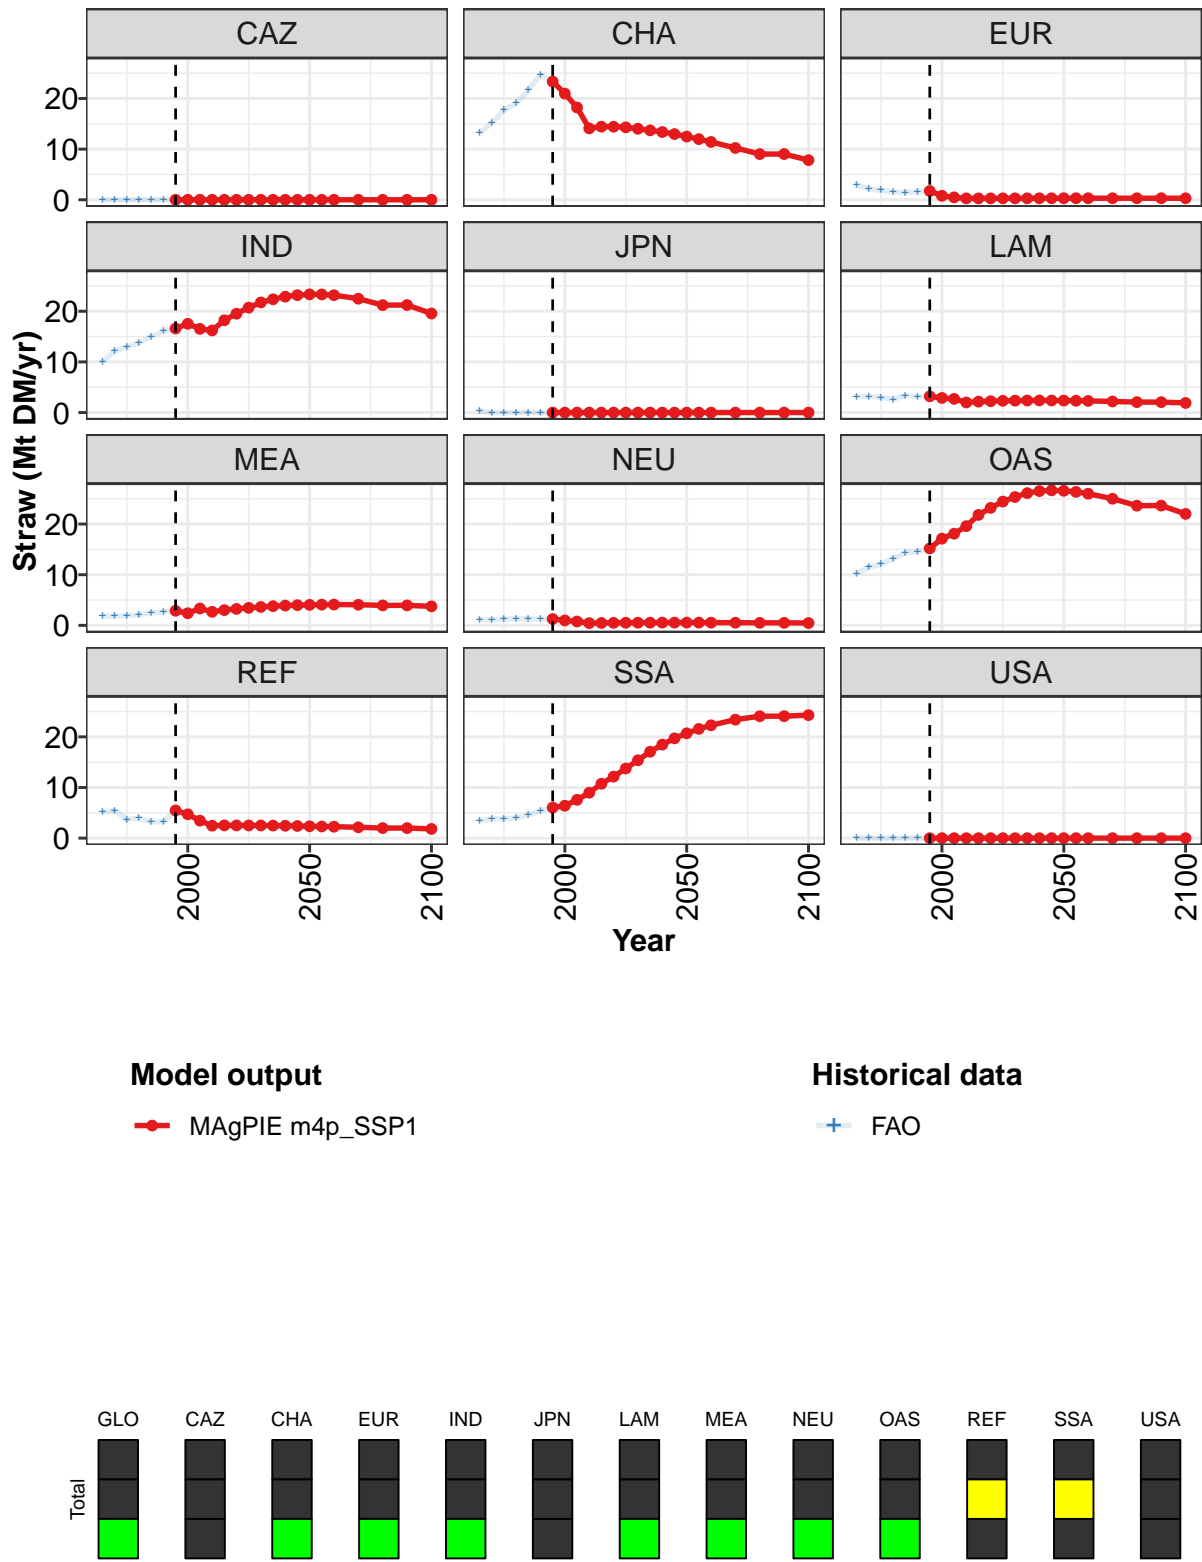 CAZ CHA EUR
20
10
0
IND JPN LAM
20
10
0
MEA NEU OAS
20
10
0
REF SSA USA
20
10
0
Straw (Mt DM/yr)
2000 2050 2100 2000 2050 2100 2000 2050 2100
Year
Model output Historical data
MAgPIE m4p_SSP1 FAO
GLO CAZ CHA EUR IND JPN LAM MEA NEU OAS REF SSA USA
Total